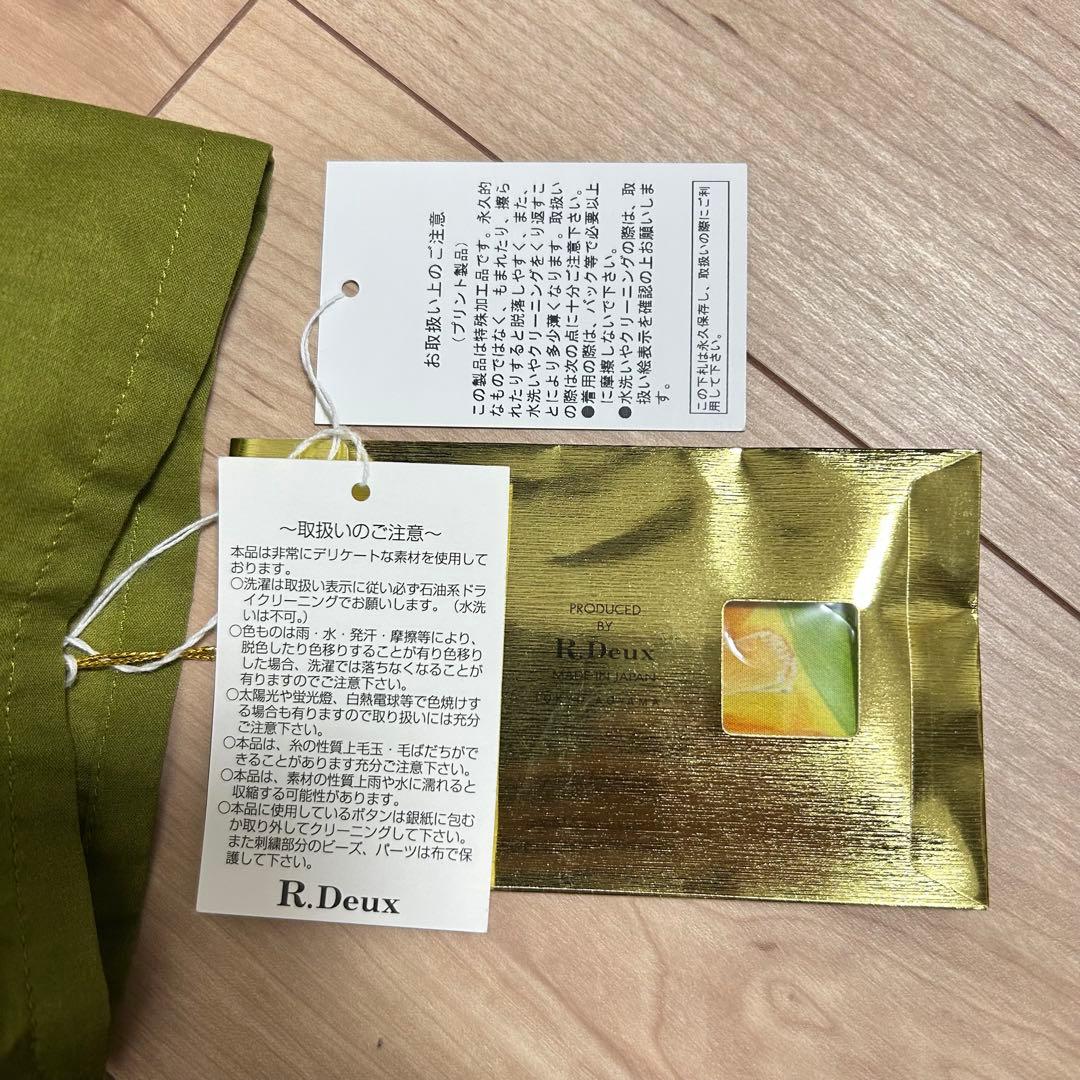 お取扱い上のご注意
（プリント製品）
この製品は特殊加工品です。永久的
なものではなく、もまれたり、擦ら
れたりすると脱落しやすく、また、
水洗いやクリーニングをくり返すこ
とにより多少薄くなります。取扱い
の際は次の点に十分ご注意下さい。
●着用の際は、バック等で必要以上
に摩擦しないで下さい。
●水洗いやクリーニングの際は、取
扱い絵表示を確認の上お願いしま
す。
この下札は永久保存し、取扱いの際にご利
用して下さい。
～取扱いのご注意～
本品は非常にデリケートな素材を使用して
おります。
○洗濯は取扱い表示に従い必ず石油系ドラ
イクリーニングでお願いします。（水洗
いは不可。）
○色ものは雨・水・発汗・摩擦等により、
脱色したり色移りすることが有り色移り
した場合、洗濯では落ちなくなることが
有りますのでご注意下さい。
○太陽光や蛍光燈、白熱電球等で色焼けす
る場合も有りますので取り扱いには充分
ご注意下さい。
○本品は、糸の性質上毛玉・毛ばだちがで
きることがあります充分ご注意下さい。
○本品は、素材の性質上雨や水に濡れると
収縮する可能性があります。
○本品に使用しているボタンは銀紙に包む
か取り外してクリーニングして下さい。
また刺繍部分のビーズ、パーツは布で保
護して下さい。
R.Deux
PRODUCED
BY
R.Deux
MADE IN JAPAN
AOYAMA